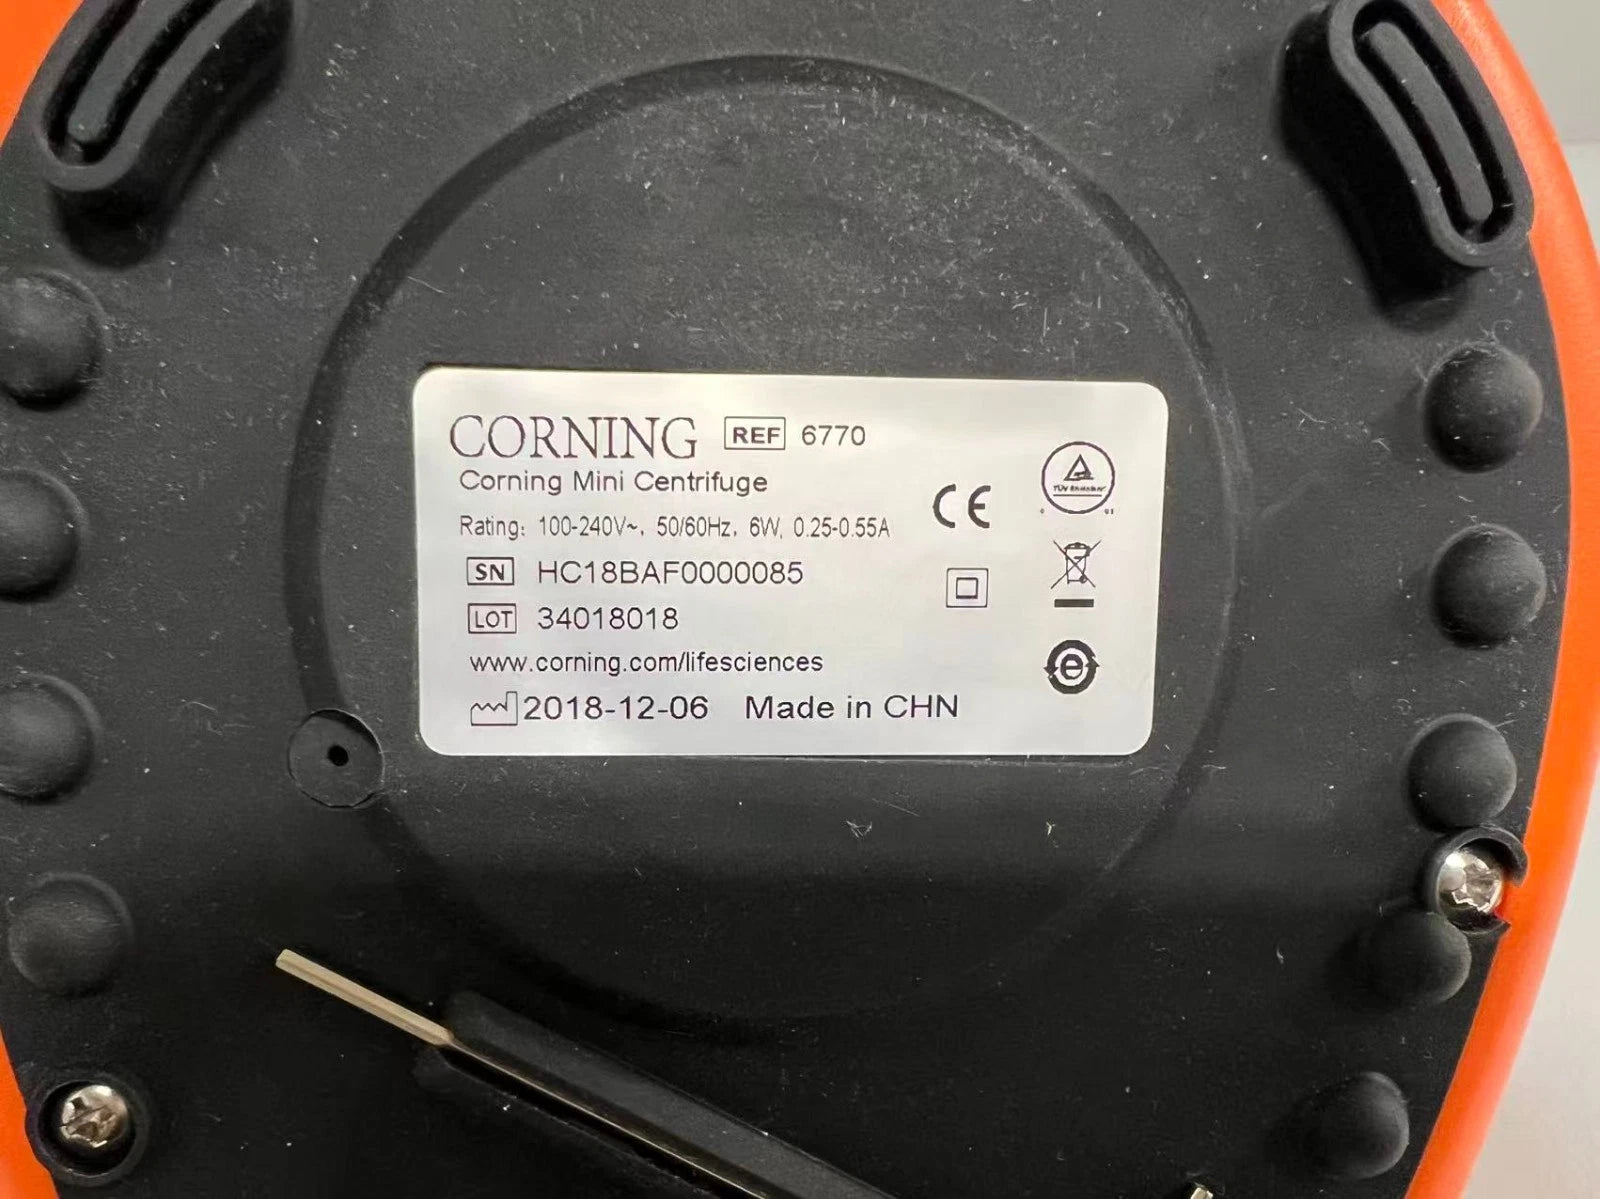 CORNING REF 6770
Corning Mini Centrifuge
Rating: 100-240V~, 50/60Hz, 6W, 0.25-0.55A
CE
SN HC18BAF0000085
LOT 34018018
www.corning.com/lifesciences
e
2018-12-06 Made in CHN